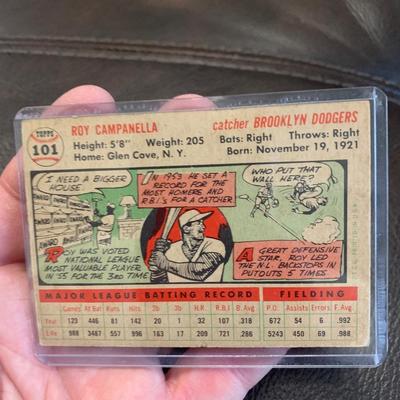 TOPPS
101
ROY CAMPANELLA
catcher BROOKLYN DODGERS
Height: 5'8" Weight: 205 Bats: Right Throws: Right
Home: Glen Cove, N. Y. Born: November 19, 1921
I NEED A BIGGER
HOUSE
AWARD
ROY WAS VOTED
NATIONAL LEAGUE
MOST VALUABLE PLAYER
IN '55 FOR THE 3RD TIME
IN 1953 HE SET A
RECORD FOR THE
MOST HOMERS AND
R.B.I.'S FOR A
CATCHER
WHO PUT THAT
WALL HERE?
A GREAT DEFENSIVE
STAR, ROY LED
THE N.L. BACKSTOPS IN
PUTOUTS 5 TIMES
MAJOR LEAGUE BATTING RECORD FIELDING
Games At Bat Runs Hits 2b 3b H.R. R.B.I B.Avg P.O. Assists Errors F.Avg
Year 123 446 81 142 20 1 32 107 .318 672 54 6 .992
Life 988 3487 557 996 163 17 209 729 .286 5243 450 69 .988